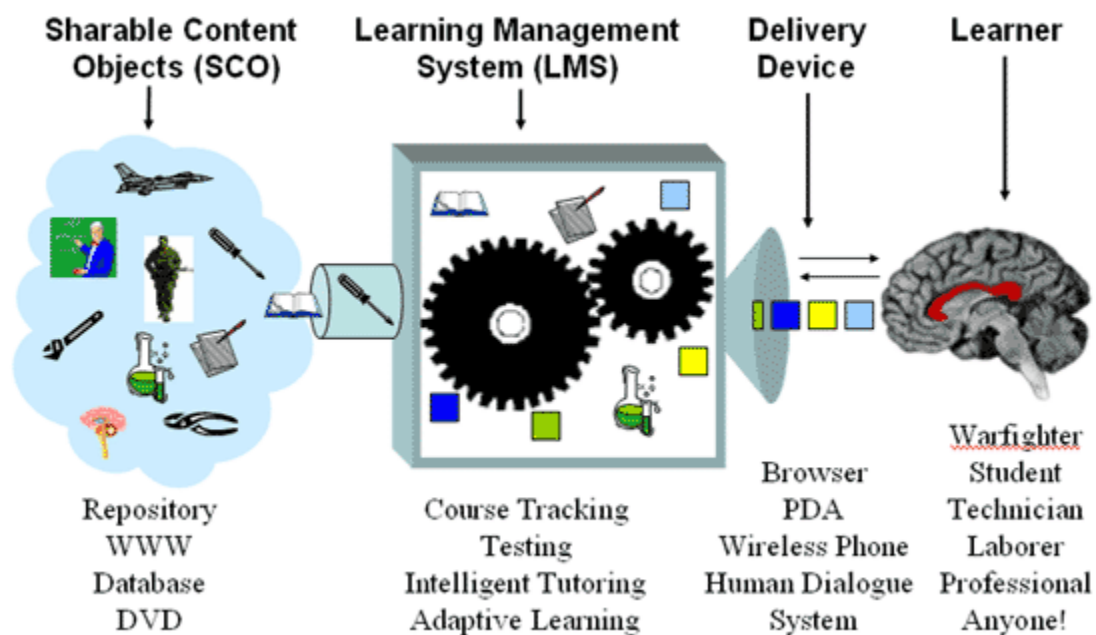 Sharable Content
Objects (SCO)
Learning Management
System (LMS)
Delivery
Device
Learner
Repository
WWW
Database
DVD
Course Tracking
Testing
Intelligent Tutoring
Adaptive Learning
Browser
PDA
Wireless Phone
Human Dialogue
System
Warfighter
Student
Technician
Laborer
Professional
Anyone!